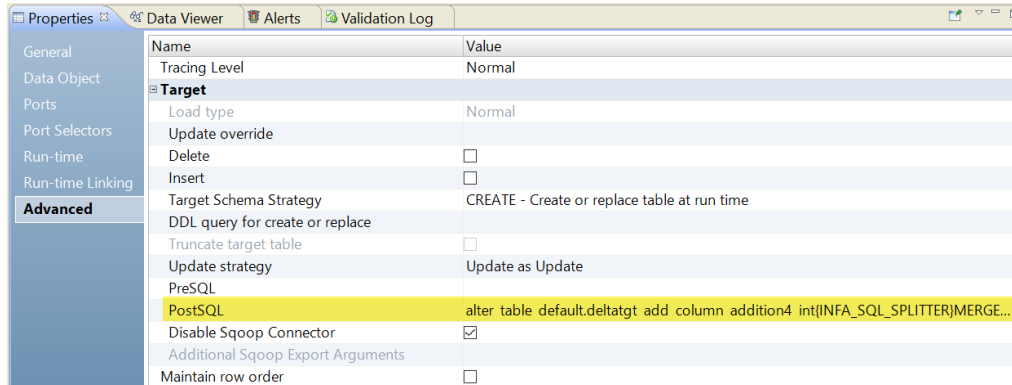 Properties
Data Viewer
Alerts
Validation Log
General
Data Object
Ports
Port Selectors
Run-time
Run-time Linking
Advanced
Name Value
Tracing Level Normal
Target
Load type Normal
Update override
Delete
Insert
Target Schema Strategy CREATE - Create or replace table at run time
DDL query for create or replace
Truncate target table
Update strategy Update as Update
PreSQL
PostSQL alter table default.deltatgt add column addition4 int{INFA_SQL_SPLITTER}MERGE...
Disable Sqoop Connector
Additional Sqoop Export Arguments
Maintain row order